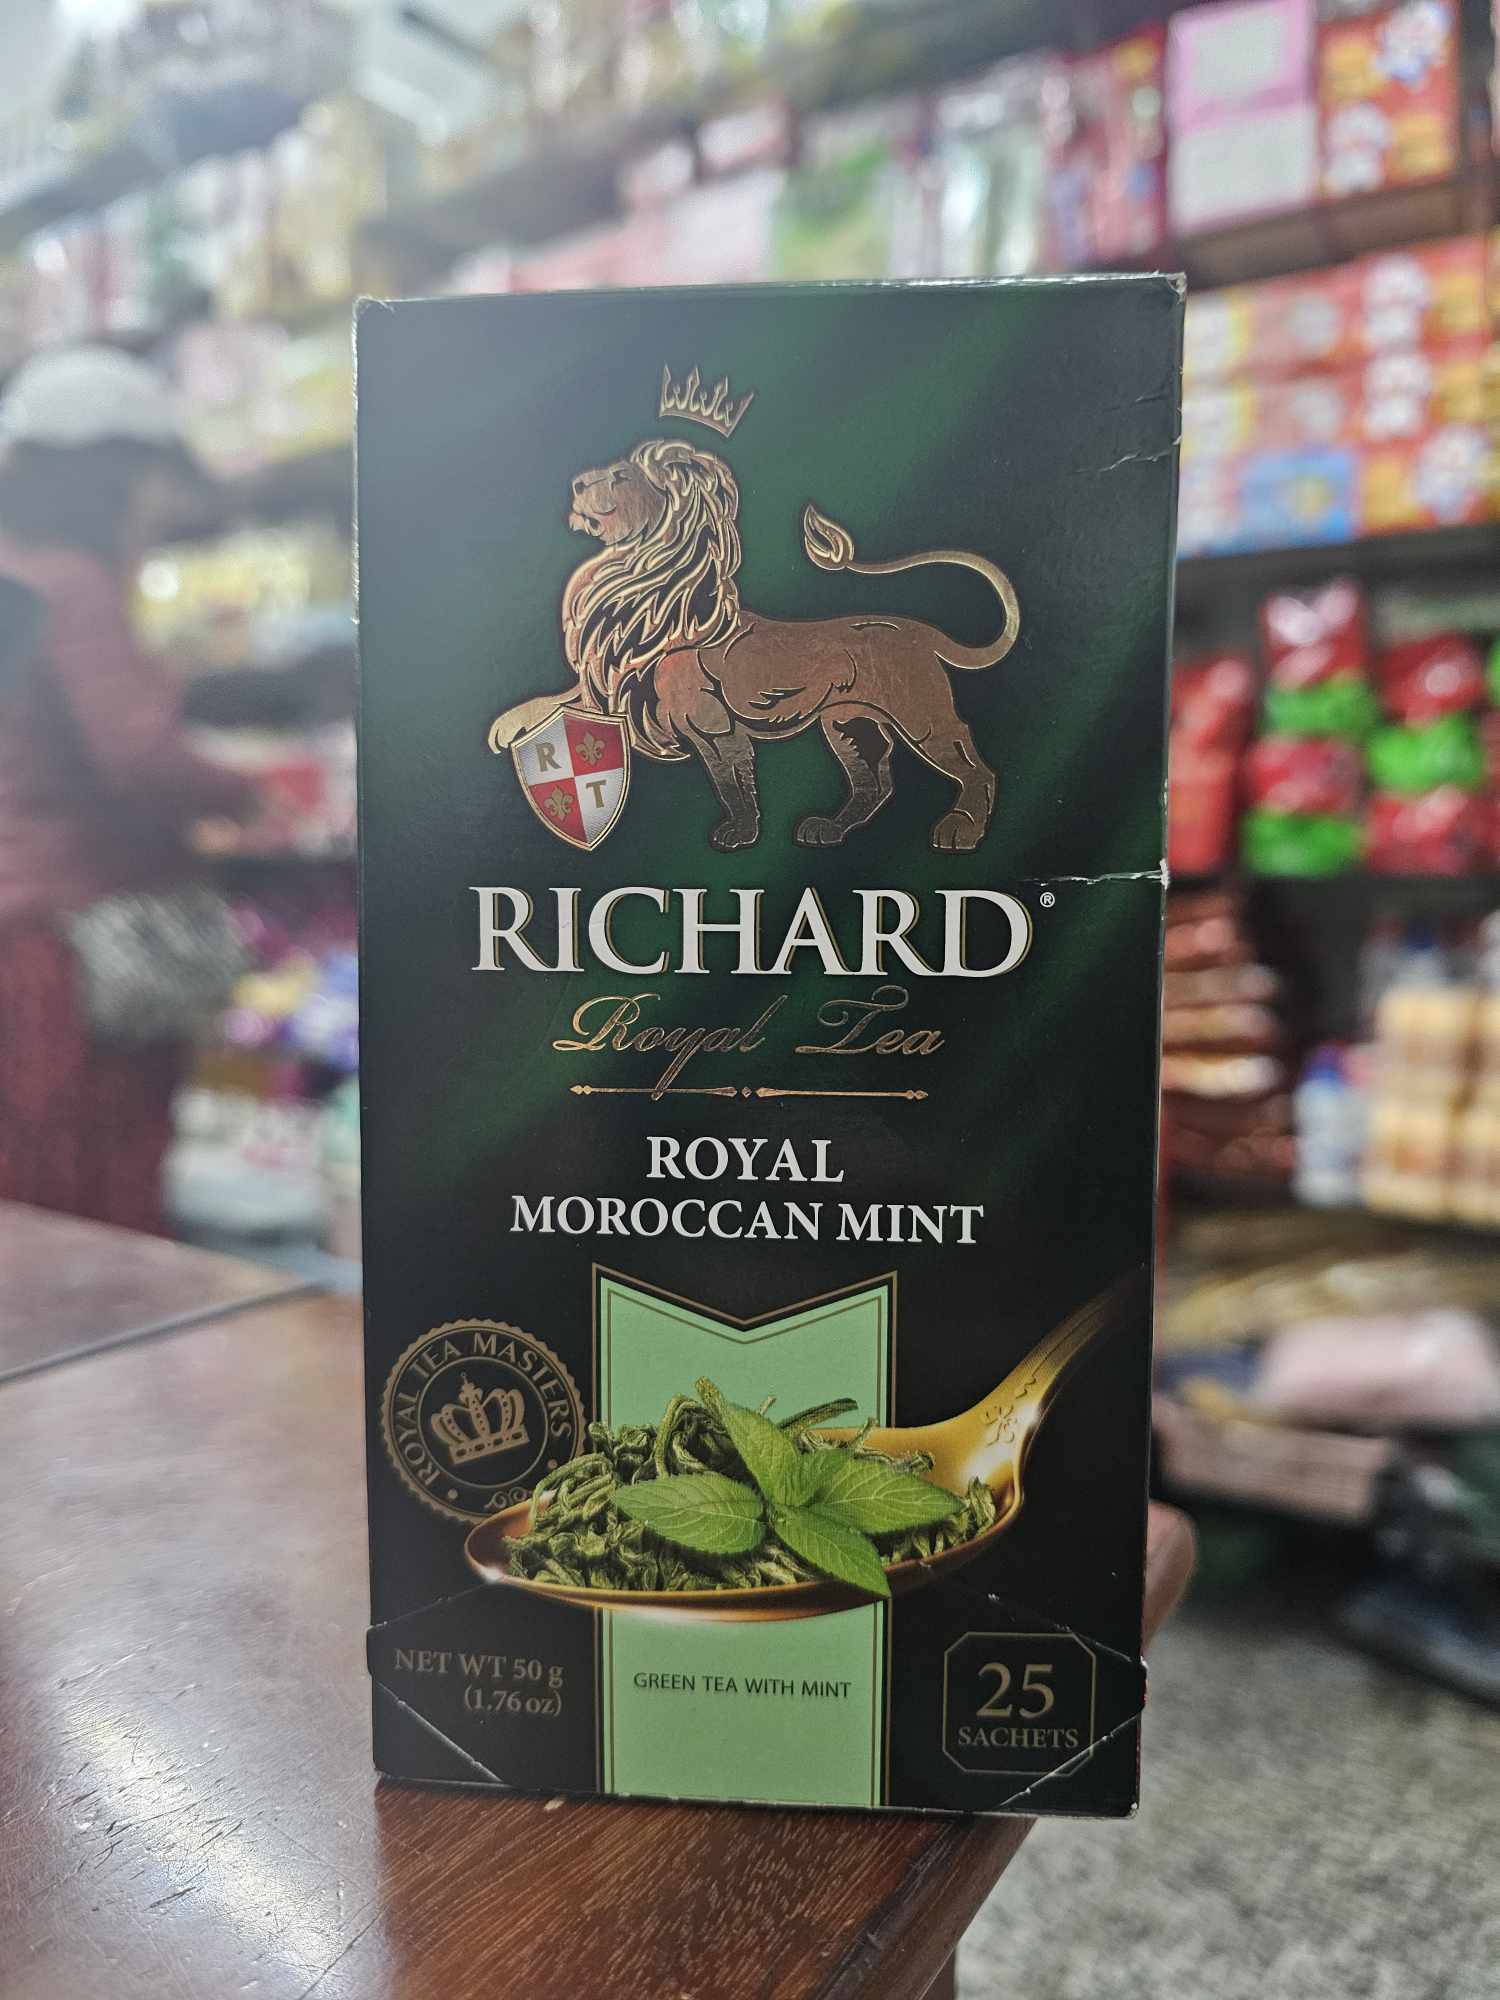 R
T
RICHARD®
Royal Tea
ROYAL
MOROCCAN MINT
ROYAL TEA MASTERS
NET WT 50 g
(1.76 oz)
GREEN TEA WITH MINT
25
SACHETS